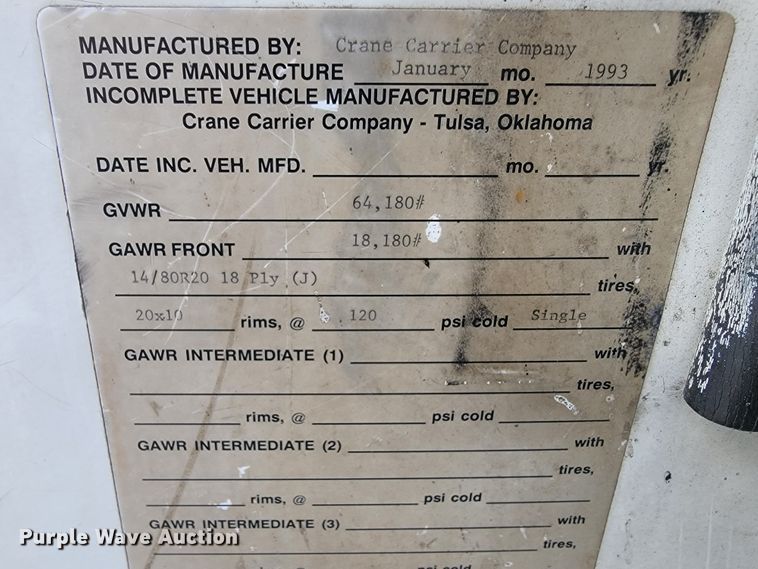 MANUFACTURED BY: Crane Carrier Company
DATE OF MANUFACTURE January mo. 1993 yr.
INCOMPLETE VEHICLE MANUFACTURED BY:
Crane Carrier Company - Tulsa, Oklahoma
DATE INC. VEH. MFD. mo. yr.
GVWR 64,180#
GAWR FRONT 18,180# with
14/80R20 18 Ply (J) tires,
20x10 rims, @ 120 psi cold Single
GAWR INTERMEDIATE (1) with
tires,
rims, @ psi cold
GAWR INTERMEDIATE (2) with
tires,
rims, @ psi cold
GAWR INTERMEDIATE (3) with
tires,
psi cold
Purple Wave Auction